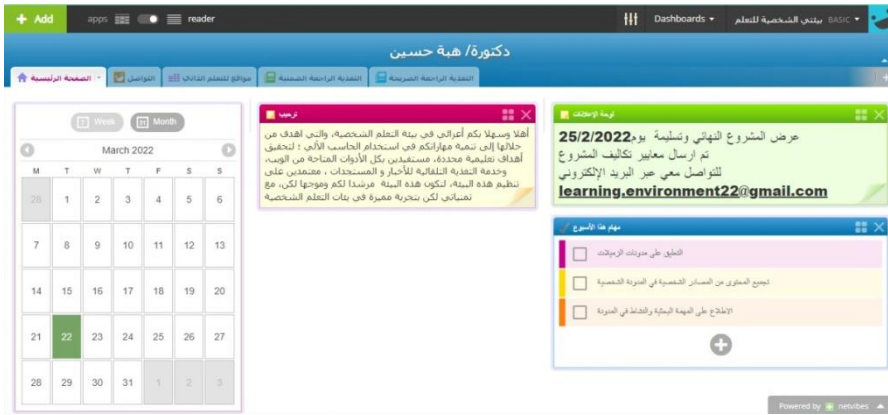 + Add
apps
reader
Dashboards
BASIC بيئتي الشخصية للتعلم
دكتورة/ هبة حسين
الصفحة الرئيسية
التواصل
مواقع للتعلم الذاتي
التغذية الراجعة الضمنية
التغذية الراجعة الصريحة
7 Week
31 Month
March 2022
M T W T F S S
28 1 2 3 4 5 6
7 8 9 10 11 12 13
14 15 16 17 18 19 20
21 22 23 24 25 26 27
28 29 30 31 1 2 3
ترحيب
أهلا وسهلا بكم أعزائي في بيئة التعلم الشخصية، والتي اهدف من
خلالها إلى تنمية مهاراتكم في استخدام الحاسب الآلي ؛ لتحقيق
أهداف تعليمية محددة، مستفيدين بكل الأدوات المتاحة من الويب،
وخدمة التغذية التلقائية للأخبار و المستجدات ، معتمدين على
تنظيم هذه البيئة، لتكون هذه البيئة مرشدا لكم وموجها لكن، مع
تمنياتي لكن بتجربة مميزة في بيئات التعلم الشخصية
لوحة الإعلانات
عرض المشروع النهائي وتسليمة يوم25/2/2022
تم ارسال معايير تكاليف المشروع
للتواصل معي عبر البريد الإلكتروني
learning.environment22@gmail.com
مهام هذا الأسبوع
التعليق على مدونات الزميلات
تجميع المحتوى من المصادر الشخصية في المدونة الشخصية
الاطلاع على المهمة البحثية والنشاط في المدونة
Powered by netvibes